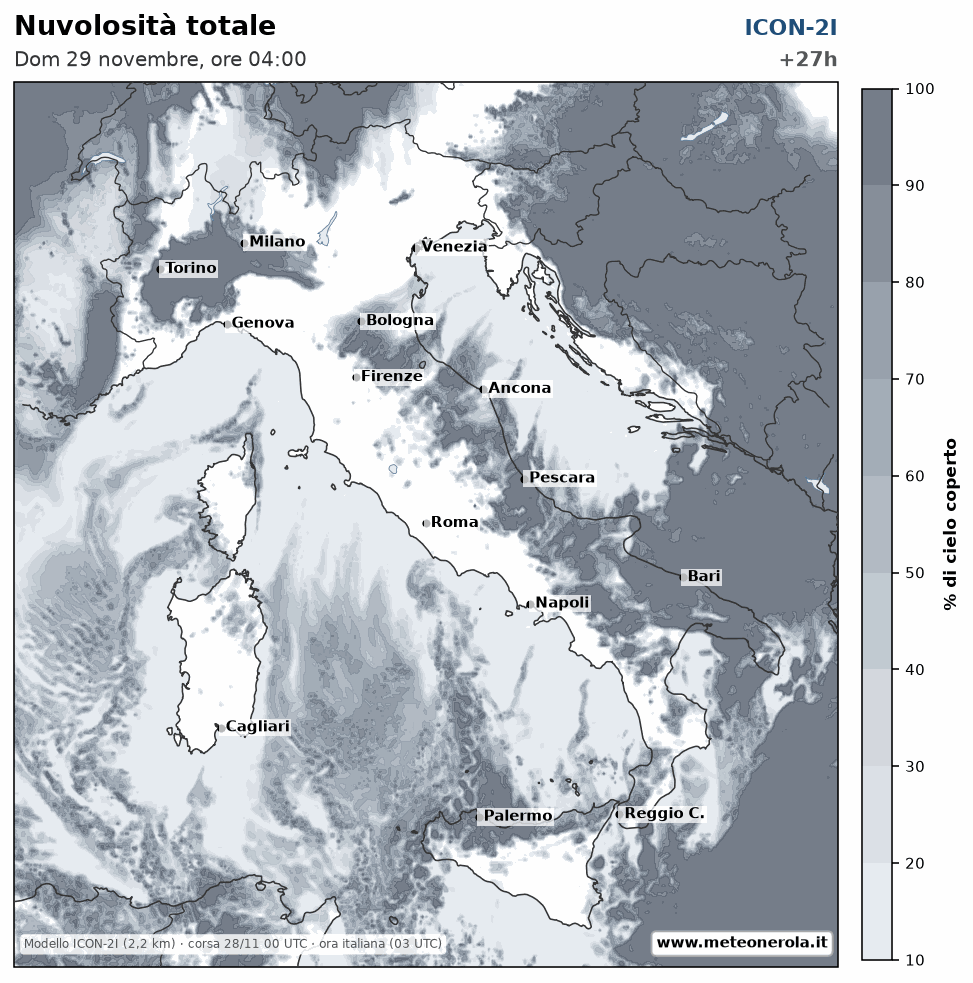 Nuvolosità totale
ICON-2I
Dom 29 novembre, ore 04:00
+27h
100
90
80
70
60
50
40
30
20
10
% di cielo coperto
Milano
Venezia
Torino
Genova
Bologna
Firenze
Ancona
Pescara
Roma
Bari
Napoli
Cagliari
Palermo
Reggio C.
Modello ICON-2I (2,2 km) · corsa 28/11 00 UTC · ora italiana (03 UTC)
www.meteonerola.it